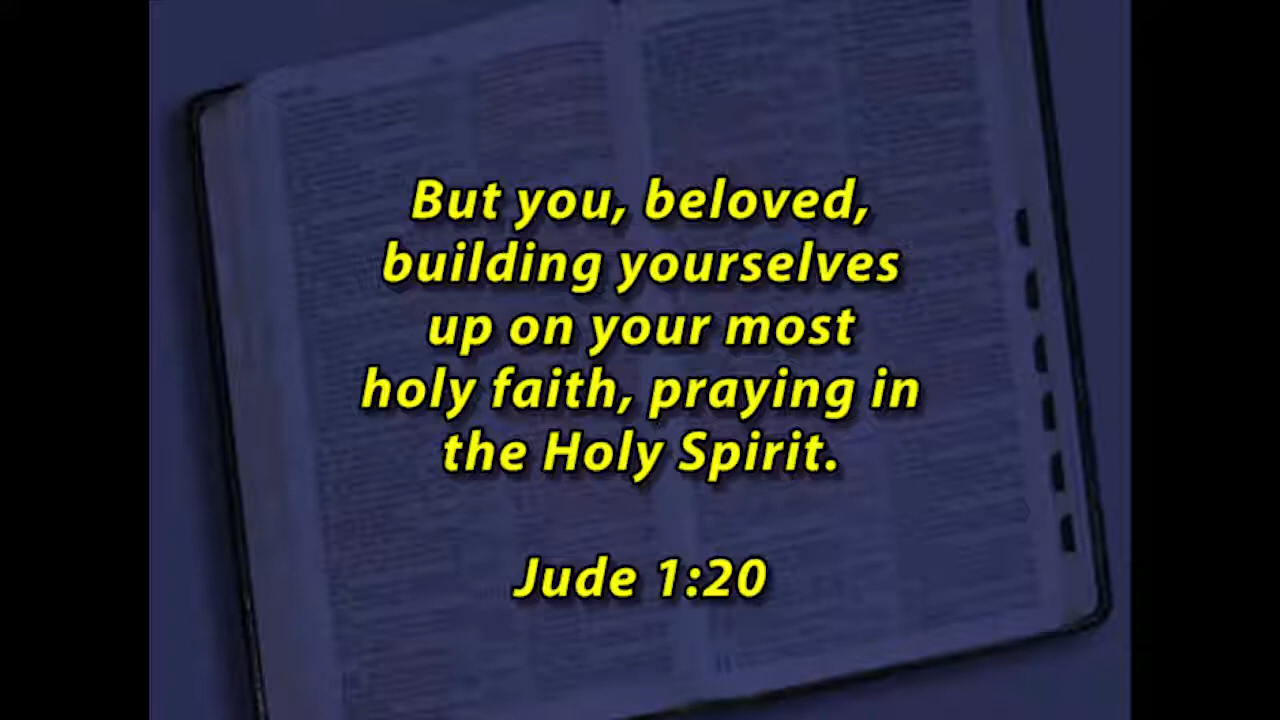 But you, beloved,
building yourselves
up on your most
holy faith, praying in
the Holy Spirit.
Jude 1:20